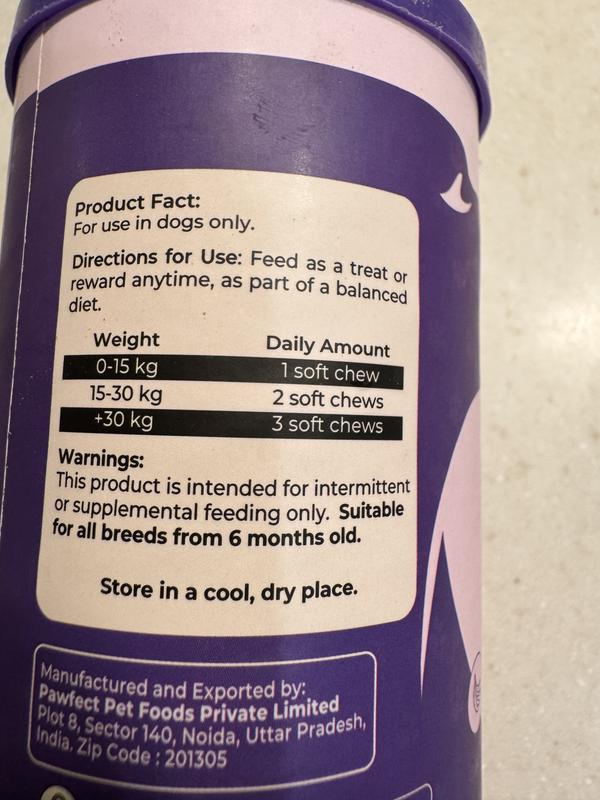 Product Fact:
For use in dogs only.
Directions for Use: Feed as a treat or
reward anytime, as part of a balanced
diet.
Weight Daily Amount
0-15 kg 1 soft chew
15-30 kg 2 soft chews
+30 kg 3 soft chews
Warnings:
This product is intended for intermittent
or supplemental feeding only. Suitable
for all breeds from 6 months old.
Store in a cool, dry place.
Manufactured and Exported by:
Pawfect Pet Foods Private Limited
Plot 8, Sector 140, Noida, Uttar Pradesh,
India, Zip Code : 201305